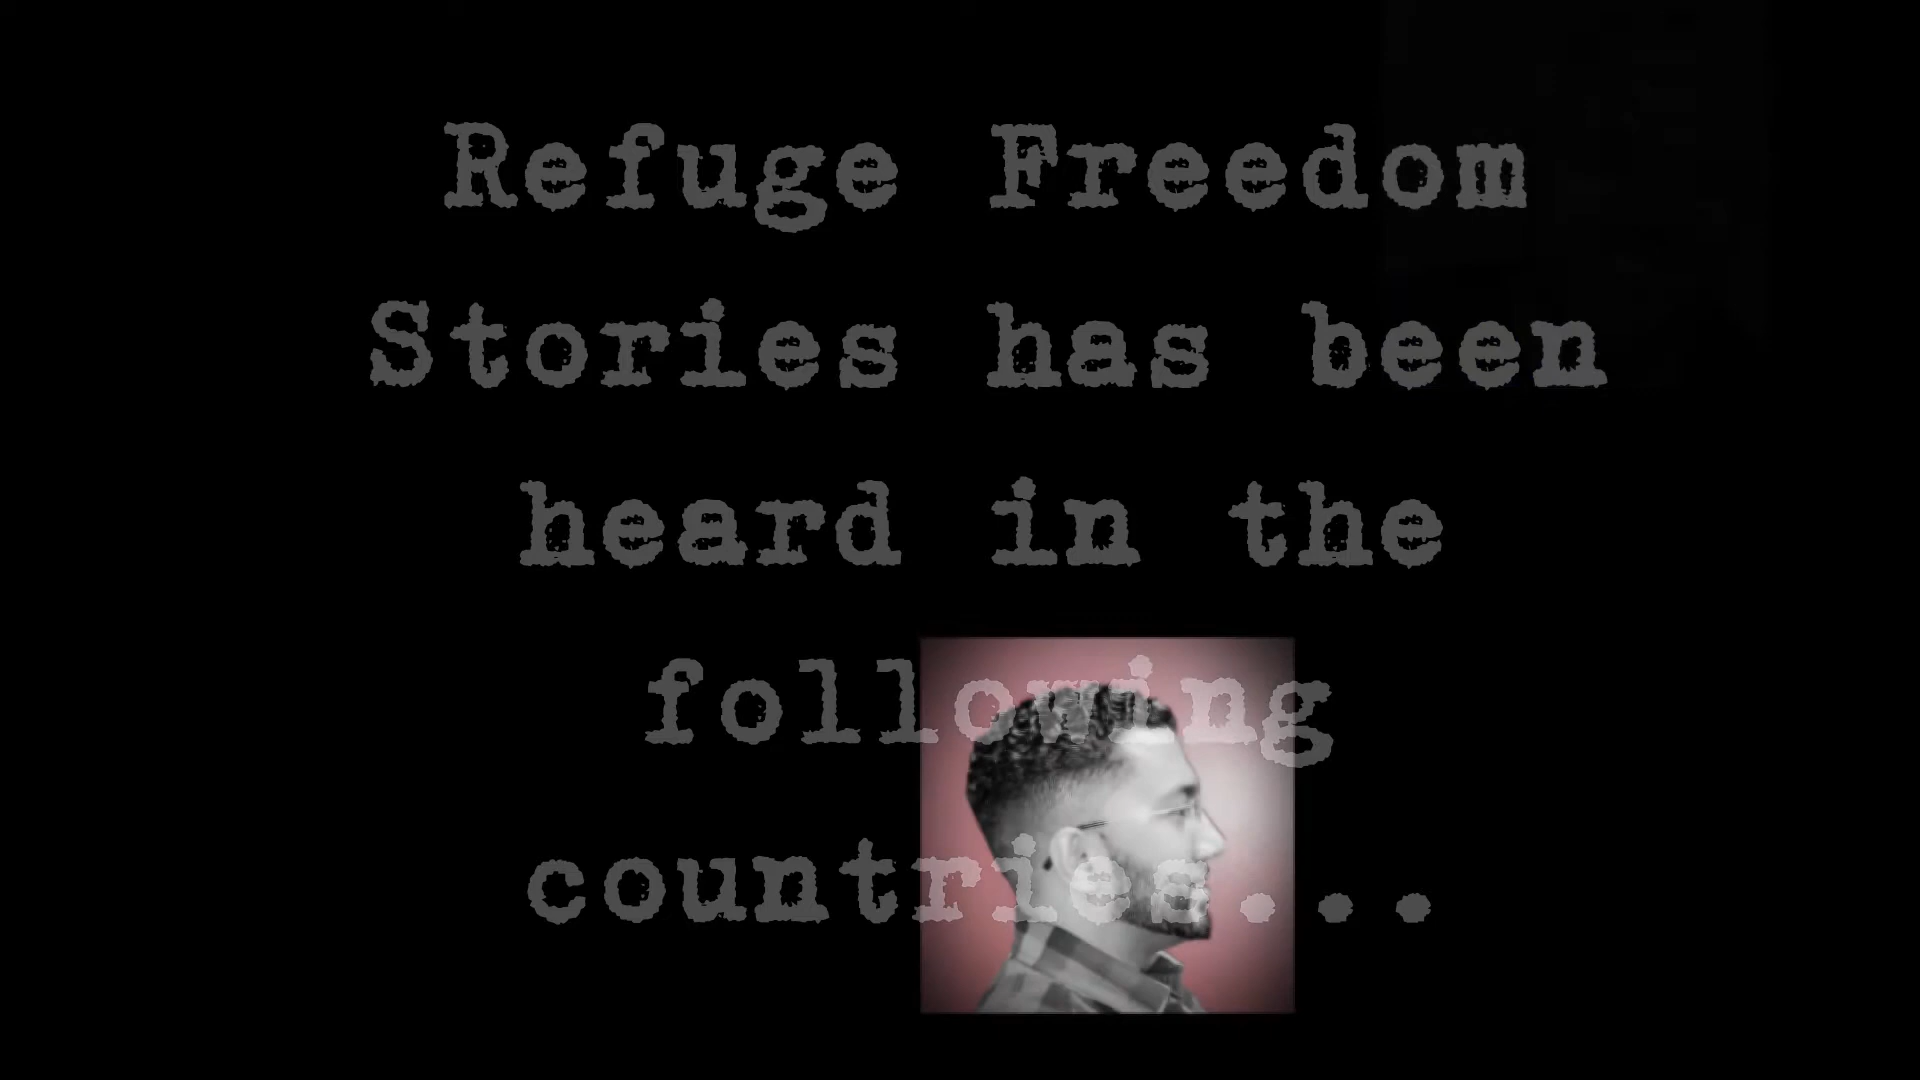 Refuge Freedom
Stories has been
heard in the
following
countries...